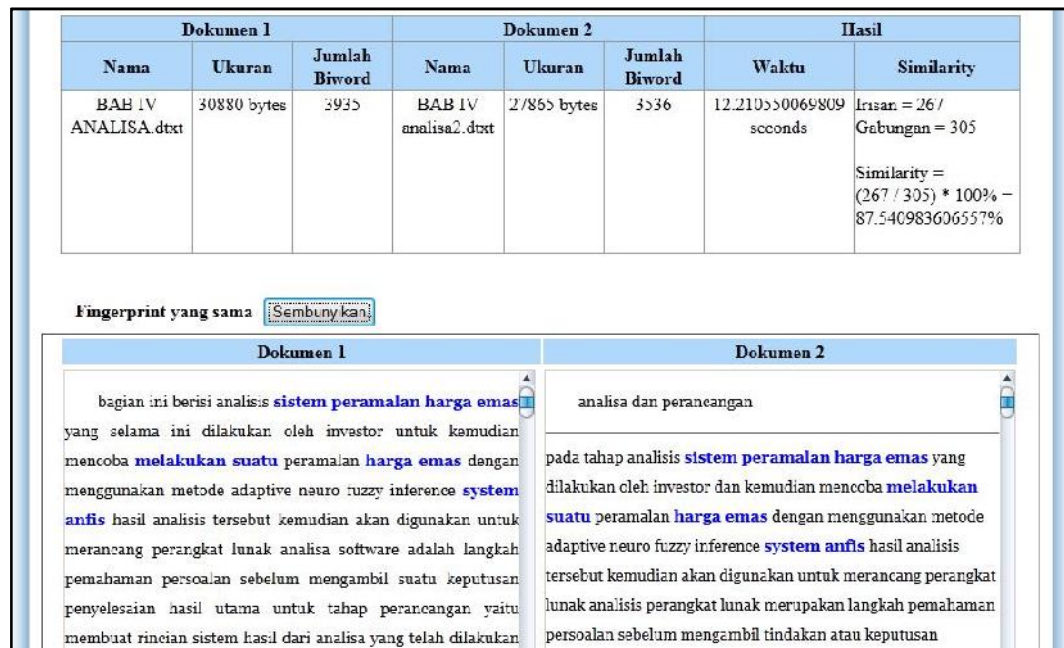 Dokumen 1 Dokumen 2 Hasil
Nama Ukuran Jumlah Biword Nama Ukuran Jumlah Biword Waktu Similarity
BAB IV 30880 bytes 3935 BAB IV 27865 bytes 3536 12.210550069809 Irisan = 267
ANALISA.dtxt analisa2.dtxt seconds Gabungan = 305
Similarity =
(267 / 305) * 100% =
87.540983606557%
Fingerprint yang sama Sembunyikan
Dokumen 1 Dokumen 2
bagian ini berisi analisis sistem peramalan harga emas
yang selama ini dilakukan oleh investor untuk kemudian
mencoba melakukan suatu peramalan harga emas dengan
menggunakan metode adaptive neuro fuzzy inference system
anfis hasil analisis tersebut kemudian akan digunakan untuk
merancang perangkat lunak analisa software adalah langkah
pemahaman persoalan sebelum mengambil suatu keputusan
penyelesaian hasil utama untuk tahap perancangan yaitu
membuat rincian sistem hasil dari analisa yang telah dilakukan
analisa dan perancangan
pada tahap analisis sistem peramalan harga emas yang
dilakukan oleh investor dan kemudian mencoba melakukan
suatu peramalan harga emas dengan menggunakan metode
adaptive neuro fuzzy inference system anfis hasil analisis
tersebut kemudian akan digunakan untuk merancang perangkat
lunak analisis perangkat lunak merupakan langkah pemahaman
persoalan sebelum mengambil tindakan atau keputusan